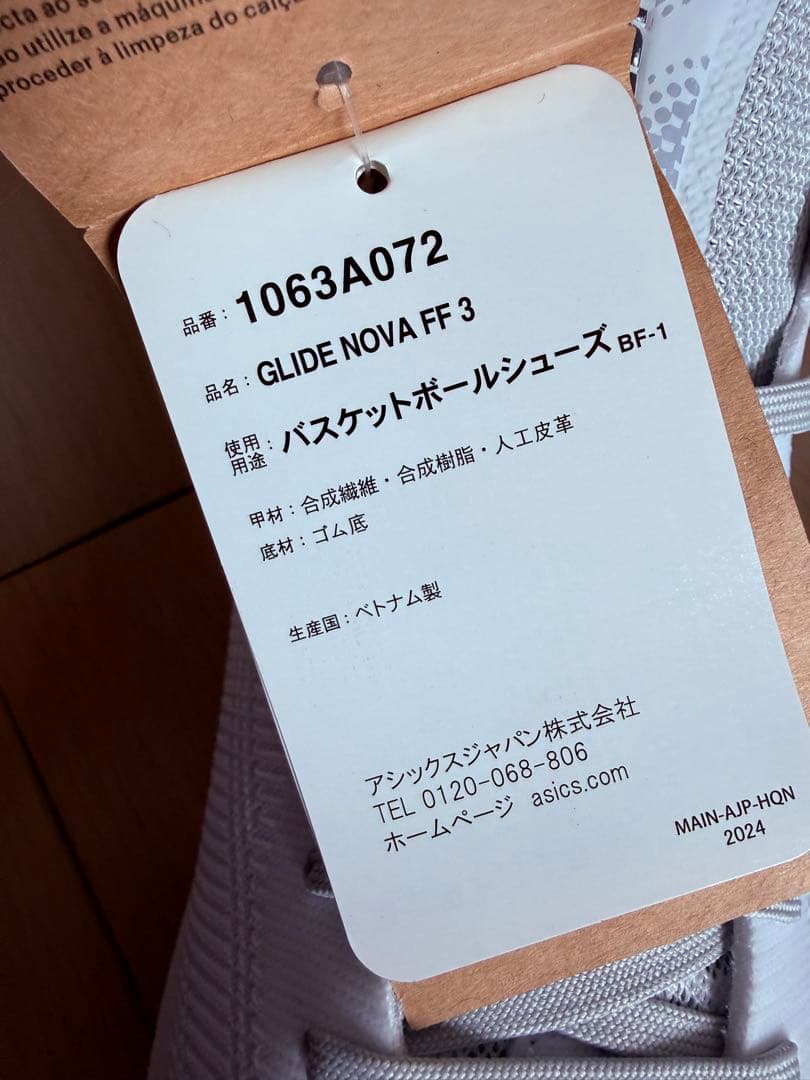 ao utilize a máquina
proceder à limpeza do
品番：1063A072
品名：GLIDE NOVA FF 3
使用用途：バスケットボールシューズ BF-1
甲材：合成繊維・合成樹脂・人工皮革
底材：ゴム底
生産国：ベトナム製
アシックスジャパン株式会社
TEL 0120-068-806
ホームページ asics.com
MAIN-AJP-HQN
2024